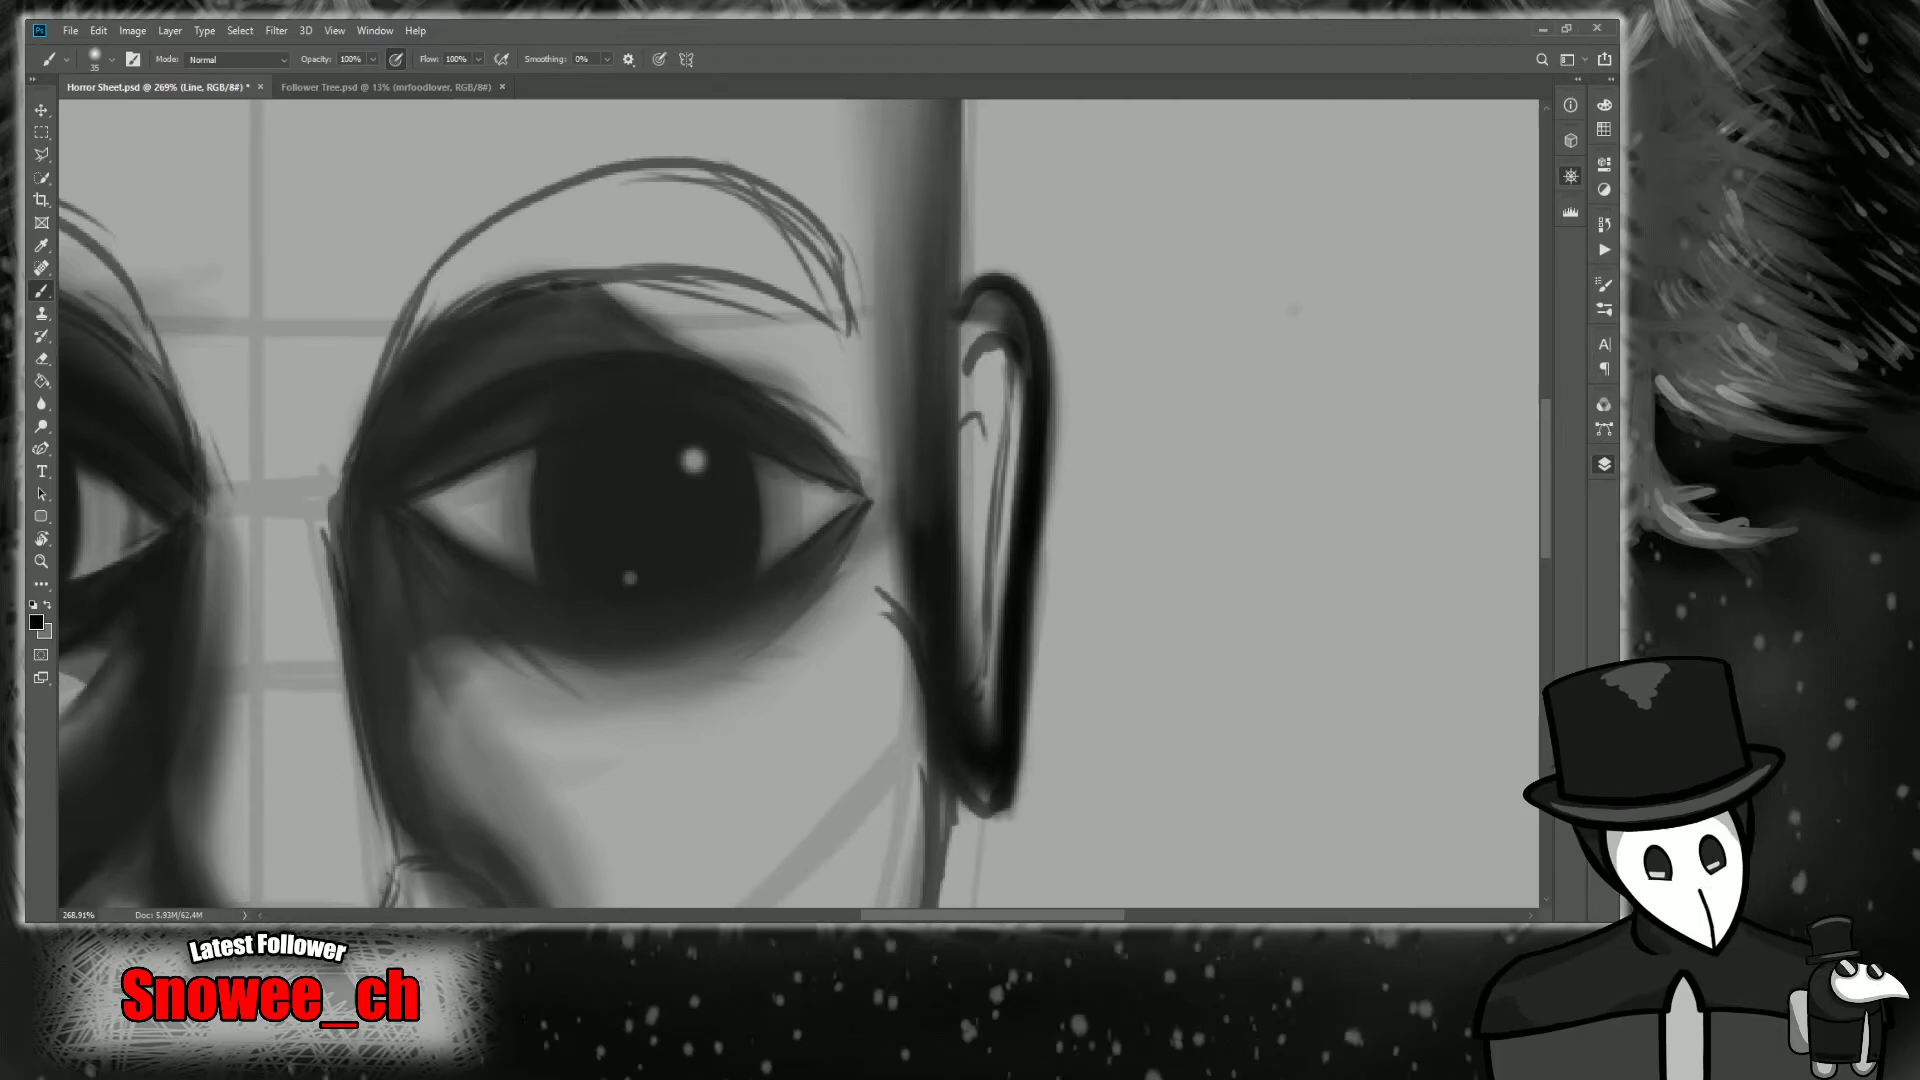 Ps File Edit Image Layer Type Select Filter 3D View Window Help
35 Mode: Normal Opacity: 100% Flow: 100% Smoothing: 0%
Horror Sheet.psd @ 269% (Line, RGB/8#) * × Follower Tree.psd @ 13% (mrfoodlover, RGB/8#) ×
268.91% Doc: 5.93M/62.4M
Latest Follower
Snowee_ch